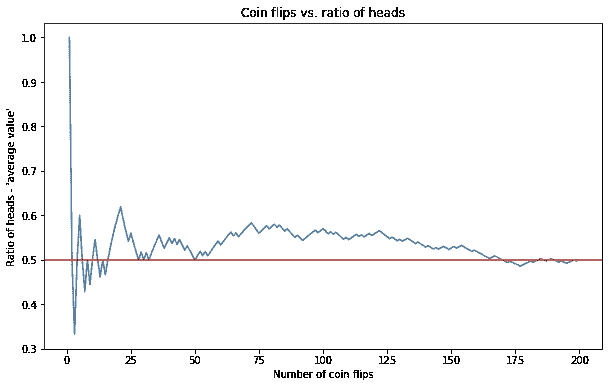 Coin flips vs. ratio of heads
Ratio of heads - 'average value'
1.0
0.9
0.8
0.7
0.6
0.5
0.4
0.3
0 25 50 75 100 125 150 175 200
Number of coin flips